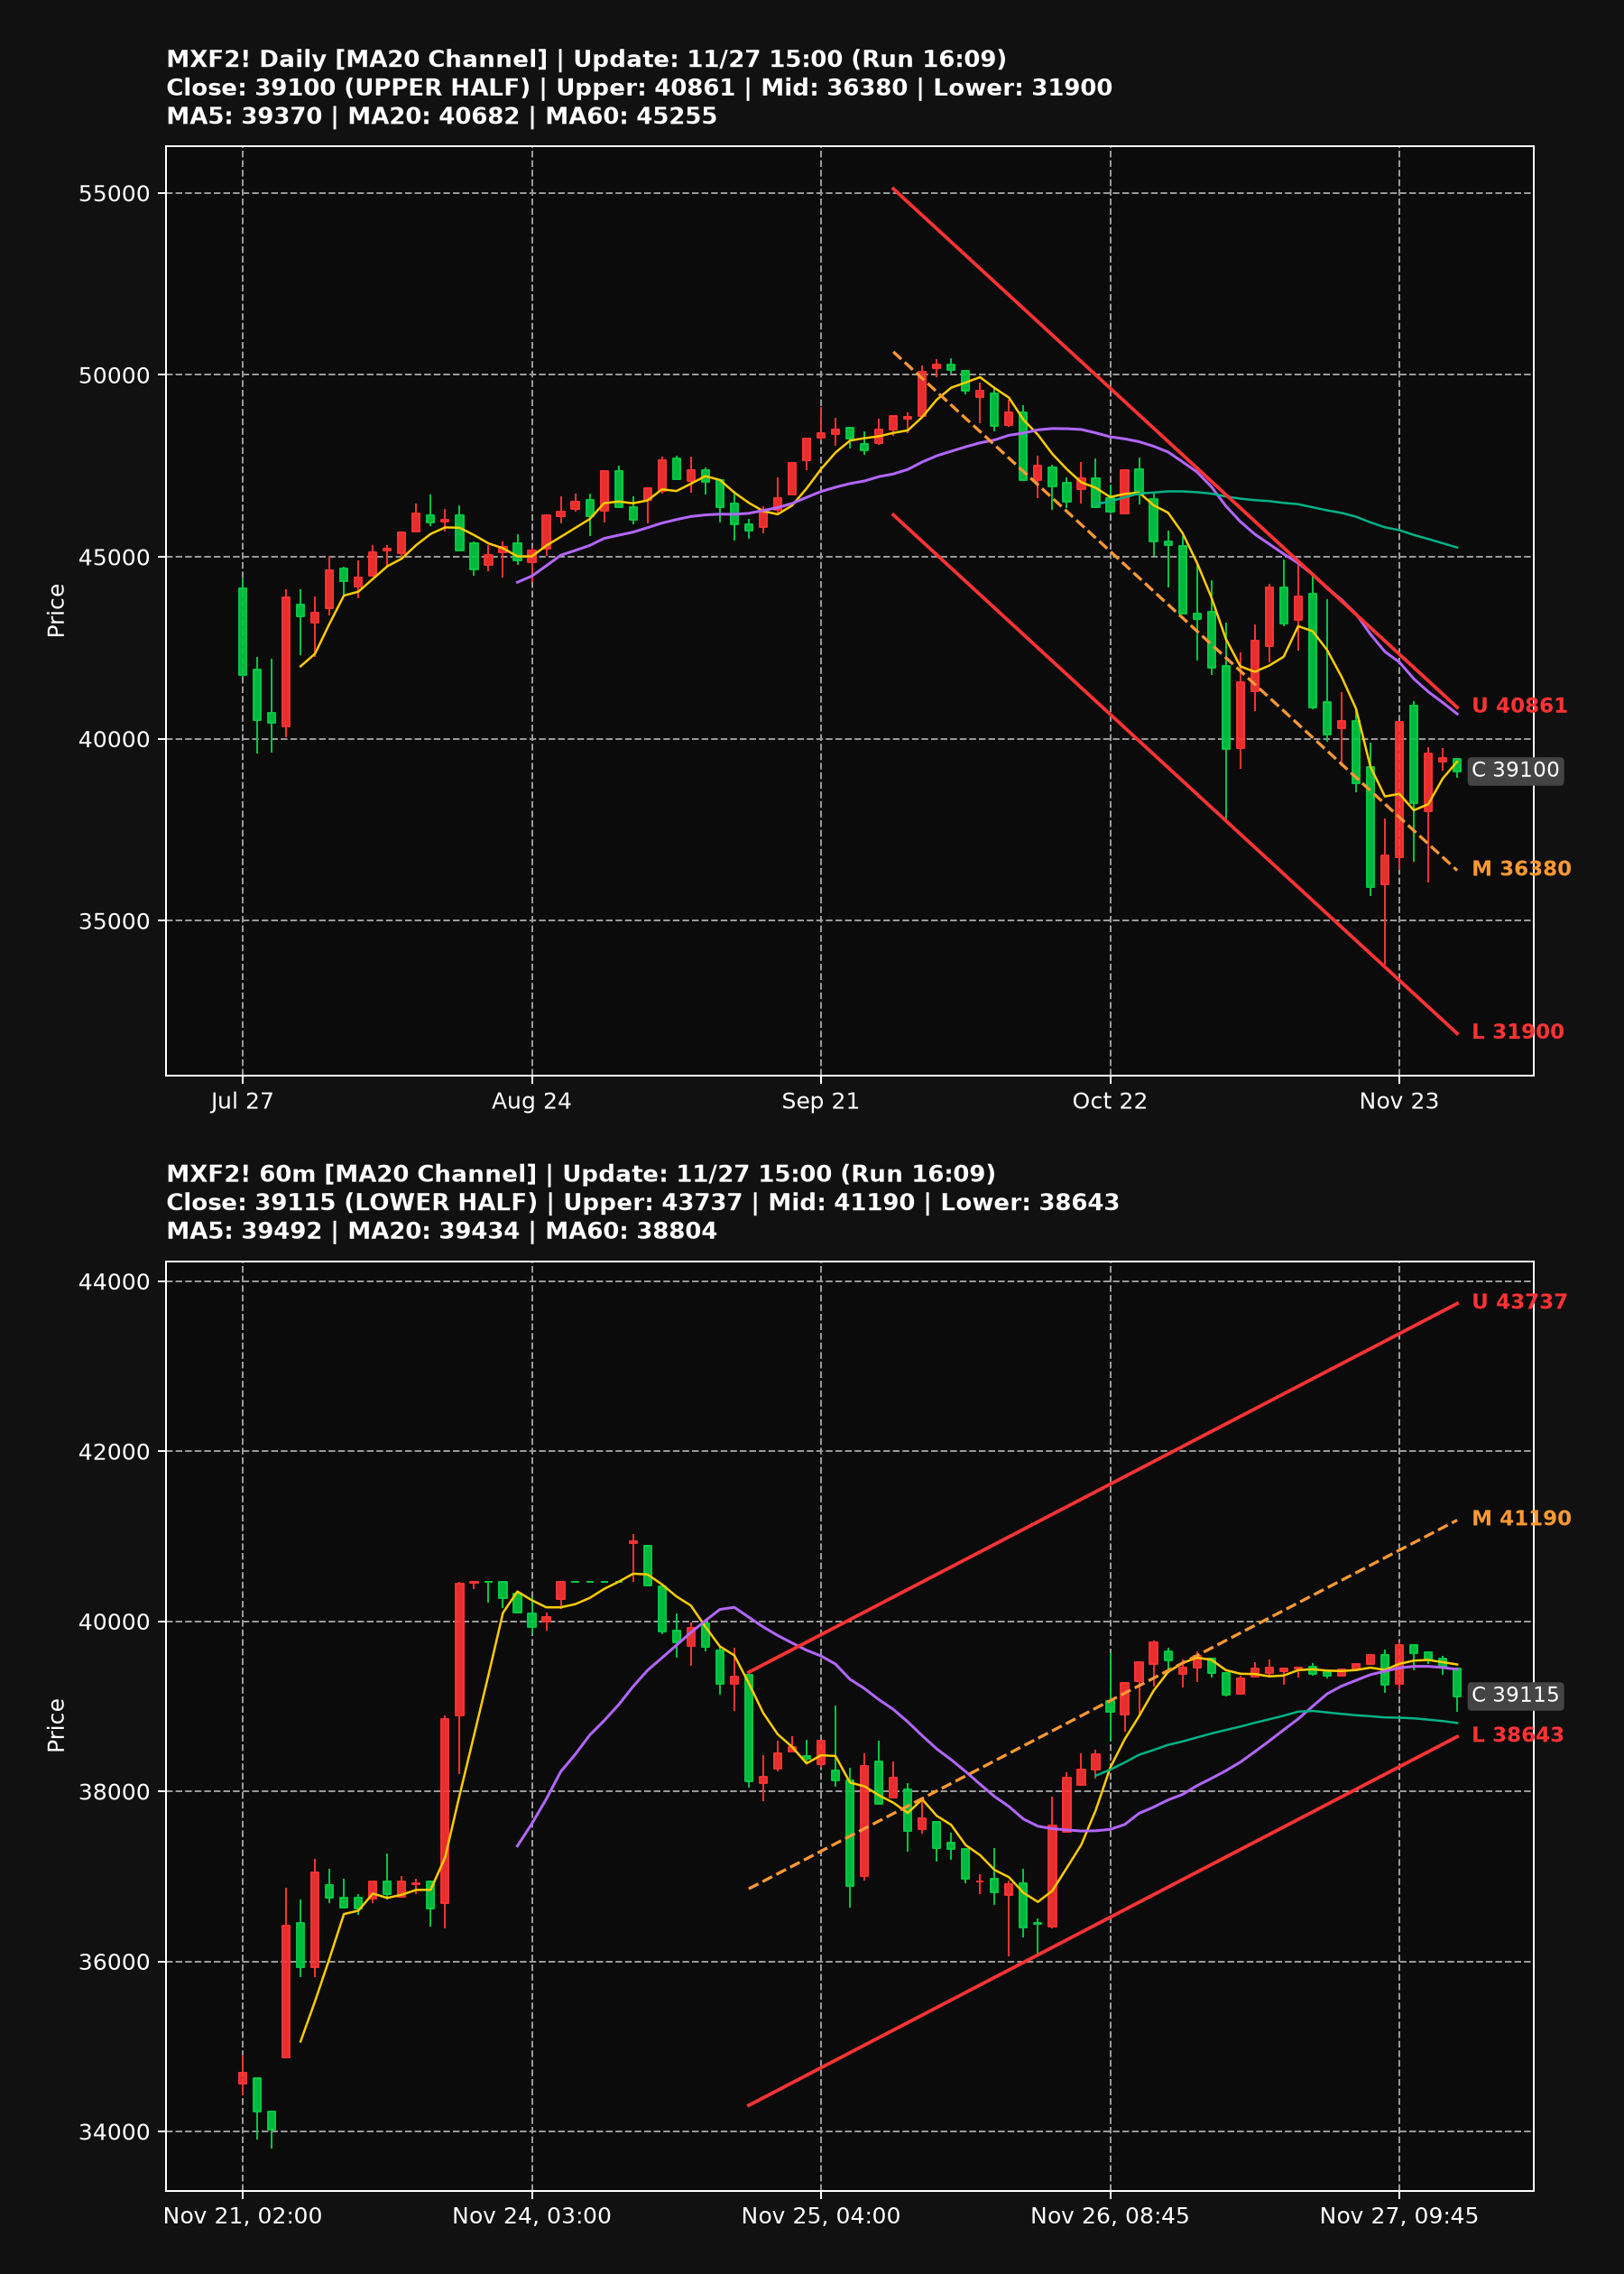 MXF2! Daily [MA20 Channel] | Update: 11/27 15:00 (Run 16:09)
Close: 39100 (UPPER HALF) | Upper: 40861 | Mid: 36380 | Lower: 31900
MA5: 39370 | MA20: 40682 | MA60: 45255
55000
50000
45000
40000
35000
Price
U 40861
C 39100
M 36380
L 31900
Jul 27
Aug 24
Sep 21
Oct 22
Nov 23
MXF2! 60m [MA20 Channel] | Update: 11/27 15:00 (Run 16:09)
Close: 39115 (LOWER HALF) | Upper: 43737 | Mid: 41190 | Lower: 38643
MA5: 39492 | MA20: 39434 | MA60: 38804
44000
42000
40000
38000
36000
34000
Price
U 43737
M 41190
C 39115
L 38643
Nov 21, 02:00
Nov 24, 03:00
Nov 25, 04:00
Nov 26, 08:45
Nov 27, 09:45